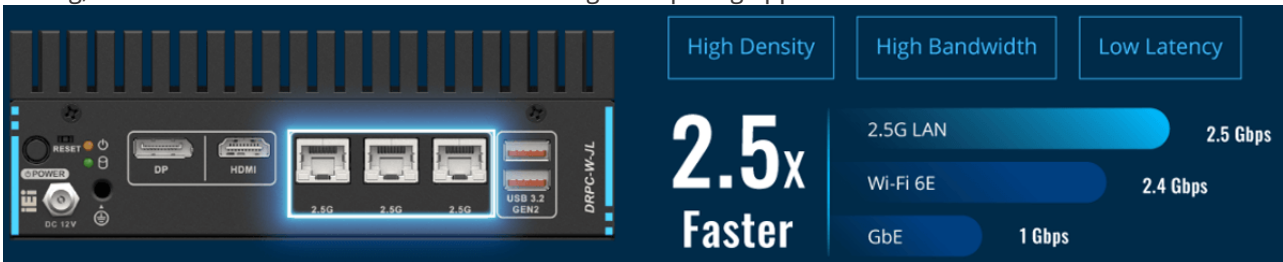 High Density
High Bandwidth
Low Latency
RESET
POWER
iEi
DC 12V
DP
HDMI
2.5G
2.5G
2.5G
USB 3.2
GEN2
DRPC-W-JL
2.5x
Faster
2.5G LAN
2.5 Gbps
Wi-Fi 6E
2.4 Gbps
GbE
1 Gbps